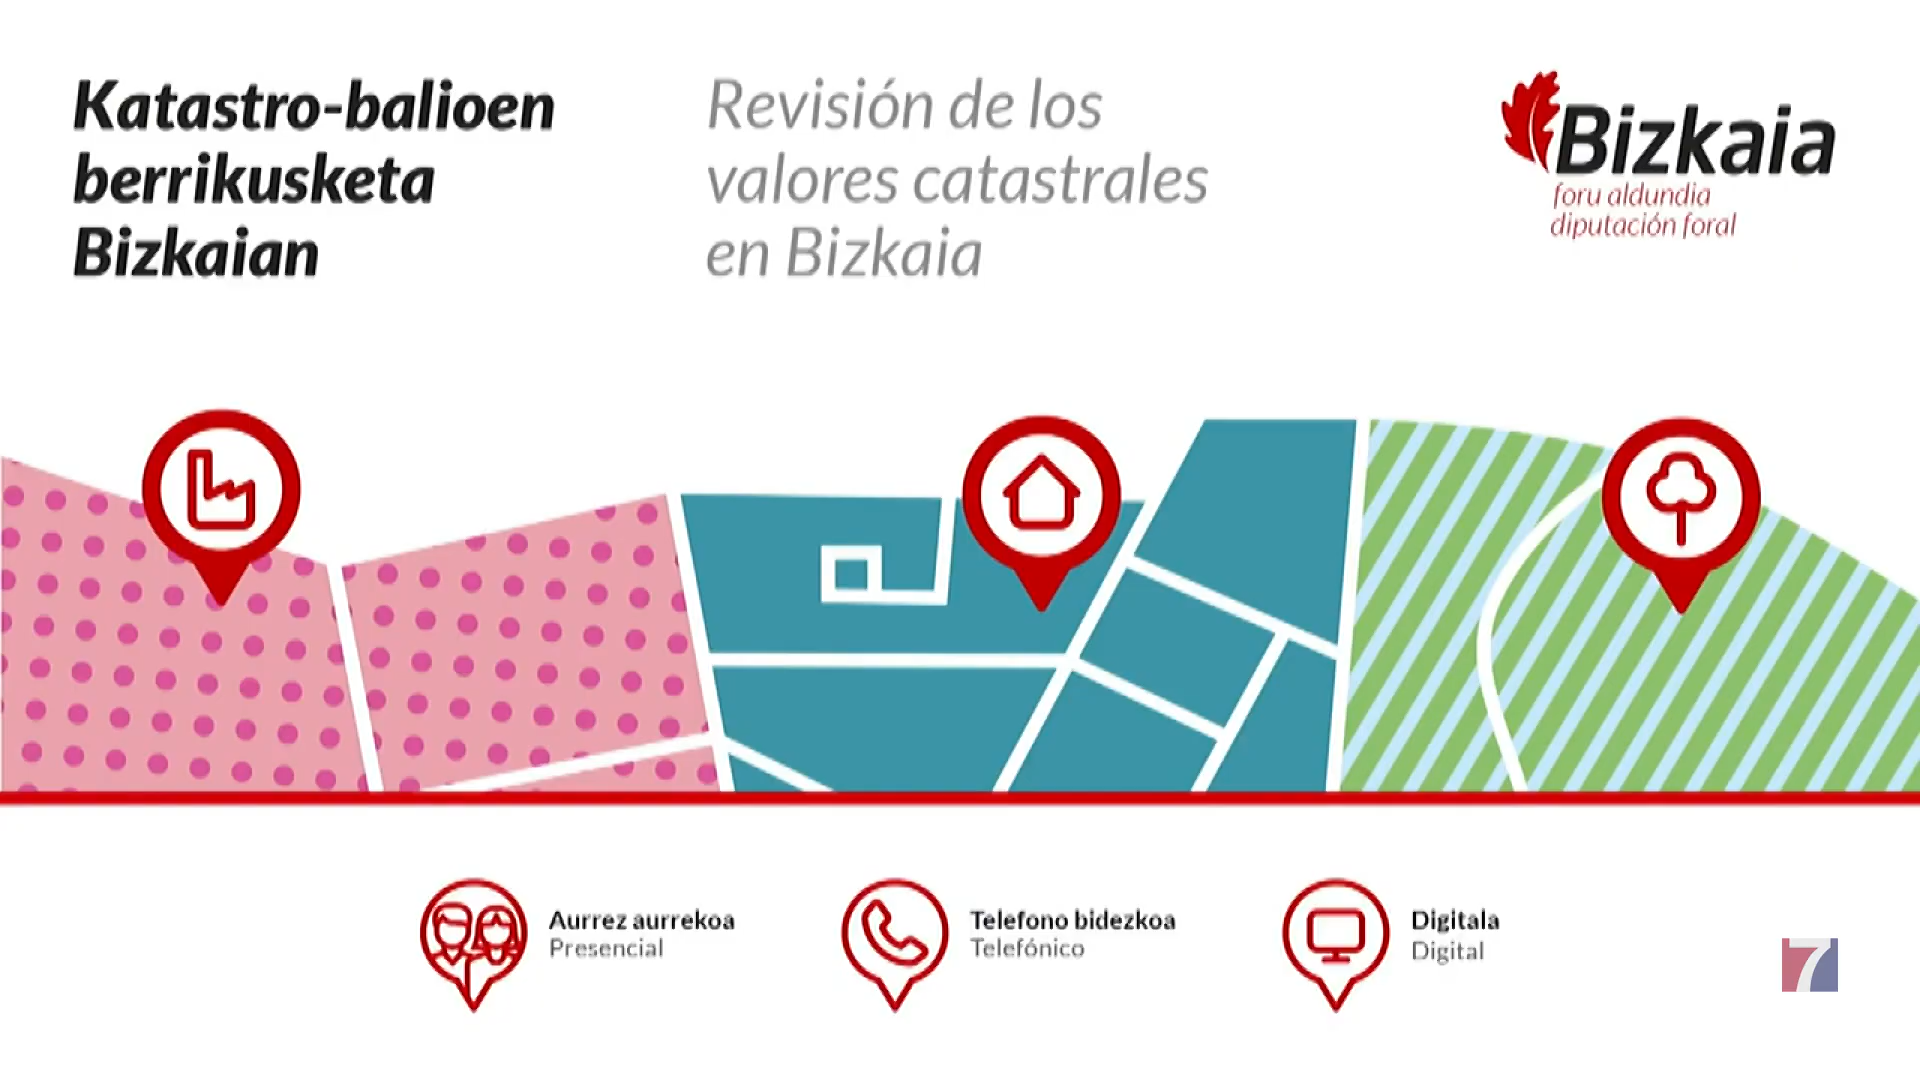 Katastro-balioen
berrikusketa
Bizkaian
Revisión de los
valores catastrales
en Bizkaia
Bizkaia
foru aldundia
diputación foral
Aurrez aurrekoa
Presencial
Telefono bidezkoa
Telefónico
Digitala
Digital
7